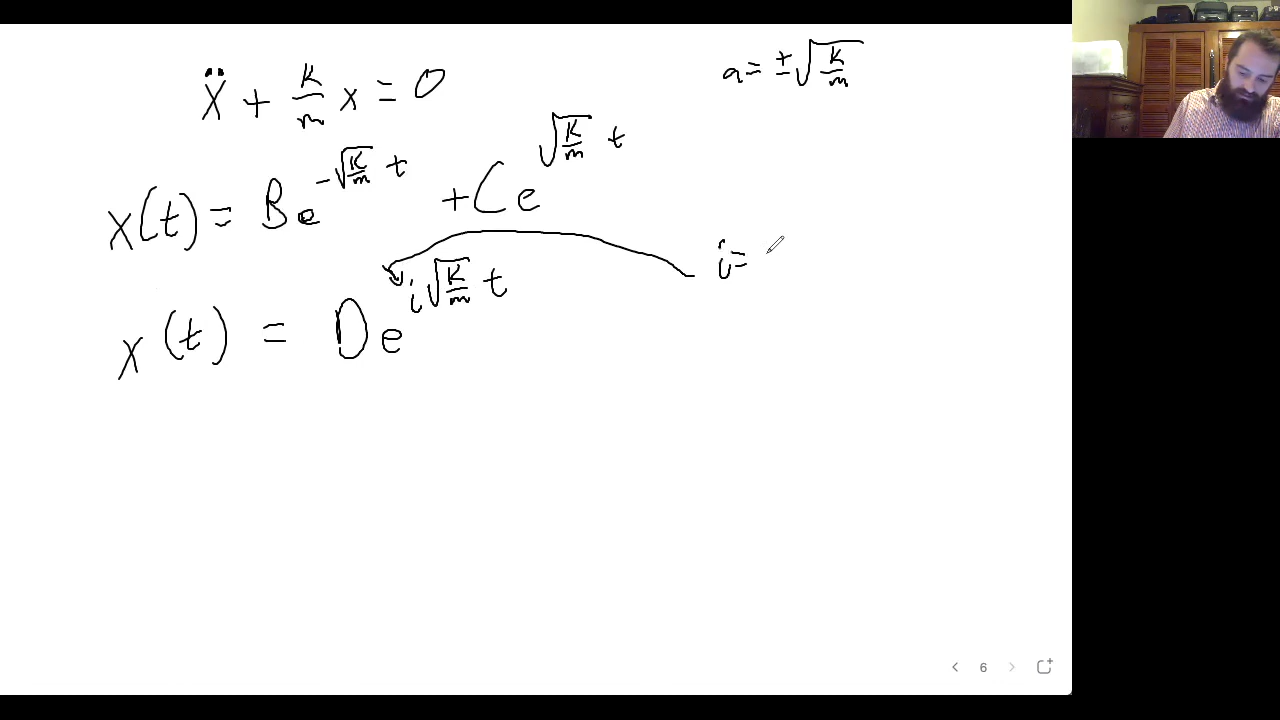 ẍ + k/m x = 0
a = ±√(k/m)
x(t) = Be^(-√(k/m) t) + Ce^(√(k/m) t)
i=
x(t) = De^(i√(k/m) t)
6